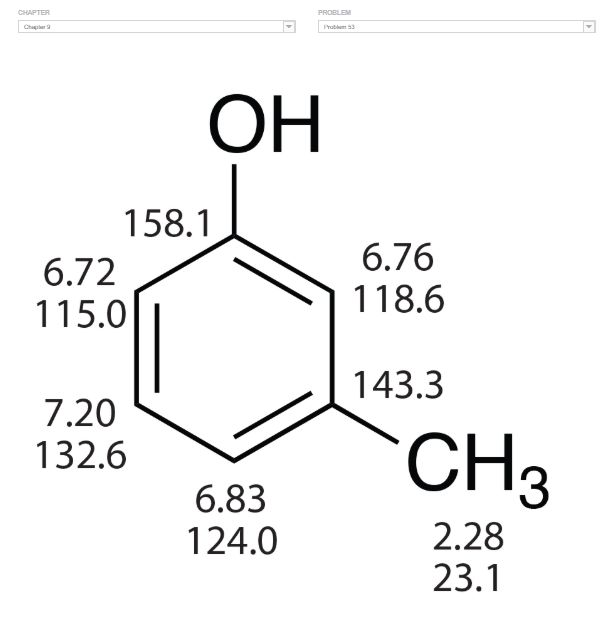 CHAPTER
PROBLEM
Chapter 9
Problem 53
OH
158.1
6.76
118.6
6.72
115.0
143.3
7.20
132.6
CH3
6.83
124.0
2.28
23.1